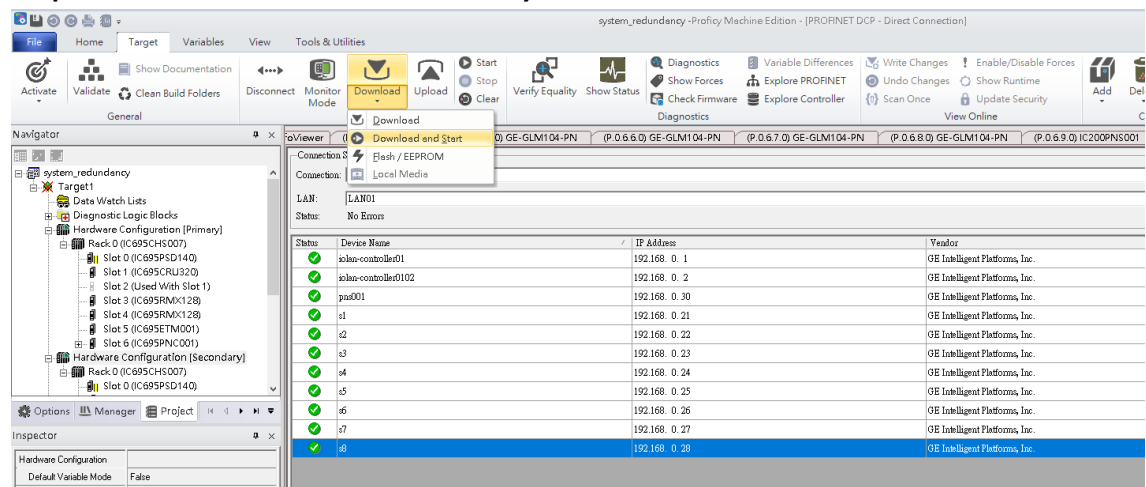 system_redundancy -Proficy Machine Edition - [PROFINET DCP - Direct Connection]
File Home Target Variables View Tools & Utilities
Activate
Validate
Show Documentation
Clean Build Folders
General
Disconnect
Monitor Mode
Download
Upload
Start
Stop
Clear
Verify Equality
Show Status
Diagnostics
Show Forces
Check Firmware
Variable Differences
Explore PROFINET
Explore Controller
Diagnostics
Write Changes
Undo Changes
Scan Once
Enable/Disable Forces
Show Runtime
Update Security
View Online
Add
Download
Download and Start
Flash / EEPROM
Local Media
Navigator
oViewer 0) GE-GLM104-PN (P.0.6.6.0) GE-GLM104-PN (P.0.6.7.0) GE-GLM104-PN (P.0.6.8.0) GE-GLM104-PN (P.0.6.9.0) IC200PNS001
system_redundancy
Target1
Data Watch Lists
Diagnostic Logic Blocks
Hardware Configuration [Primary]
Rack 0 (IC695CHS007)
Slot 0 (IC695PSD140)
Slot 1 (IC695CRU320)
Slot 2 (Used With Slot 1)
Slot 3 (IC695RMX128)
Slot 4 (IC695RMX128)
Slot 5 (IC695ETM001)
Slot 6 (IC695PNC001)
Hardware Configuration [Secondary]
Rack 0 (IC695CHS007)
Slot 0 (IC695PSD140)
Options Manager Project
Inspector
Hardware Configuration
Default Variable Mode False
Connection S
Connection:
LAN: LAN01
Status: No Errors
Status Device Name IP Address Vendor
iolan-controller01 192.168. 0. 1 GE Intelligent Platforms, Inc.
iolan-controller0102 192.168. 0. 2 GE Intelligent Platforms, Inc.
pns001 192.168. 0. 30 GE Intelligent Platforms, Inc.
s1 192.168. 0. 21 GE Intelligent Platforms, Inc.
s2 192.168. 0. 22 GE Intelligent Platforms, Inc.
s3 192.168. 0. 23 GE Intelligent Platforms, Inc.
s4 192.168. 0. 24 GE Intelligent Platforms, Inc.
s5 192.168. 0. 25 GE Intelligent Platforms, Inc.
s6 192.168. 0. 26 GE Intelligent Platforms, Inc.
s7 192.168. 0. 27 GE Intelligent Platforms, Inc.
s8 192.168. 0. 28 GE Intelligent Platforms, Inc.